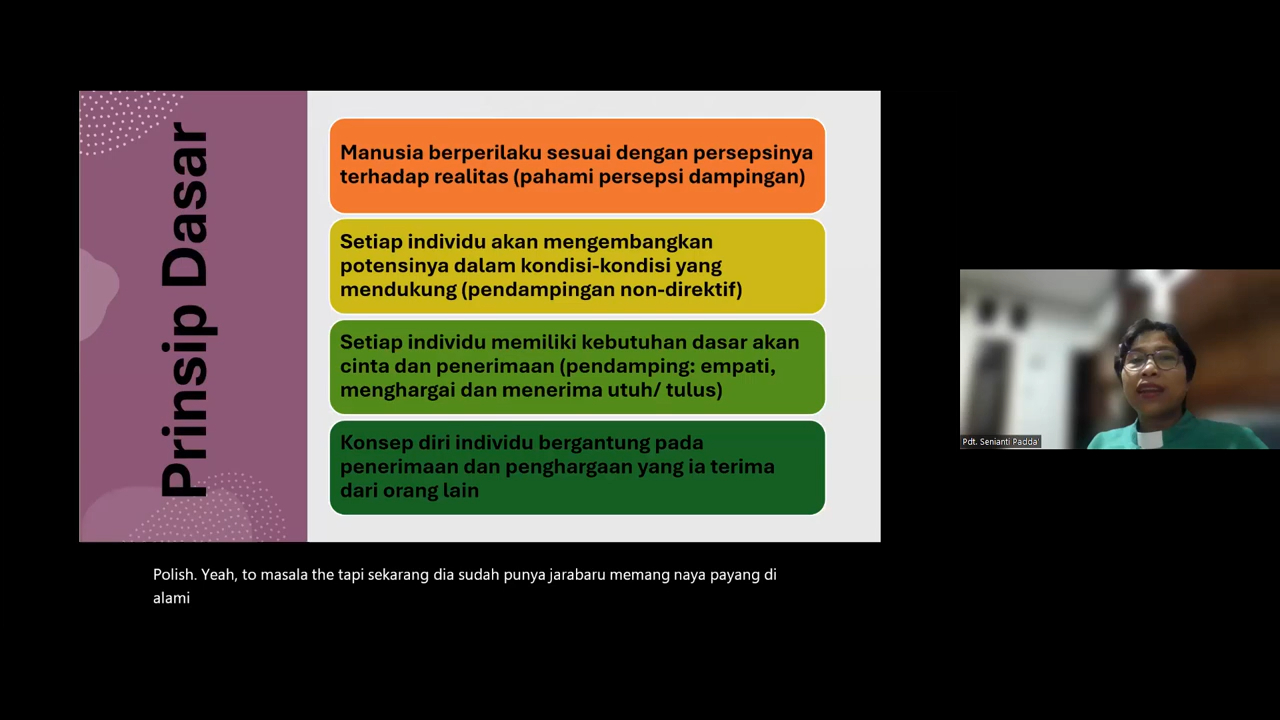 Prinsip Dasar
Manusia berperilaku sesuai dengan persepsinya
terhadap realitas (pahami persepsi dampingan)
Setiap individu akan mengembangkan
potensinya dalam kondisi-kondisi yang
mendukung (pendampingan non-direktif)
Setiap individu memiliki kebutuhan dasar akan
cinta dan penerimaan (pendamping: empati,
menghargai dan menerima utuh/ tulus)
Konsep diri individu bergantung pada
penerimaan dan penghargaan yang ia terima
dari orang lain
Pdt. Senianti Padda'
Polish. Yeah, to masala the tapi sekarang dia sudah punya jarabaru memang naya payang di
alami